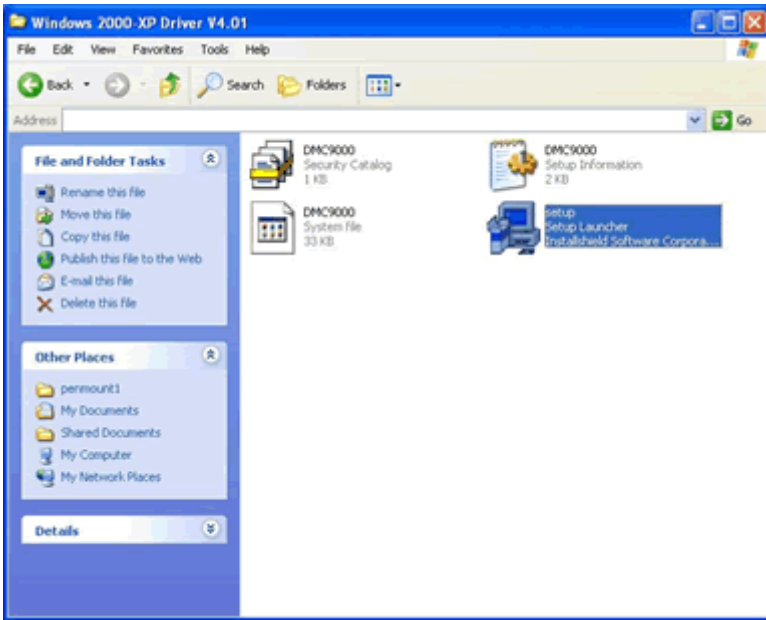 Windows 2000-XP Driver V4.01
File Edit View Favorites Tools Help
Back Search Folders
Address Go
File and Folder Tasks
Rename this file
Move this file
Copy this file
Publish this file to the Web
E-mail this file
Delete this file
Other Places
penmount1
My Documents
Shared Documents
My Computer
My Network Places
Details
DMC9000
Security Catalog
1 KB
DMC9000
Setup Information
2 KB
DMC9000
System file
33 KB
setup
Setup Launcher
InstallShield Software Corpora...